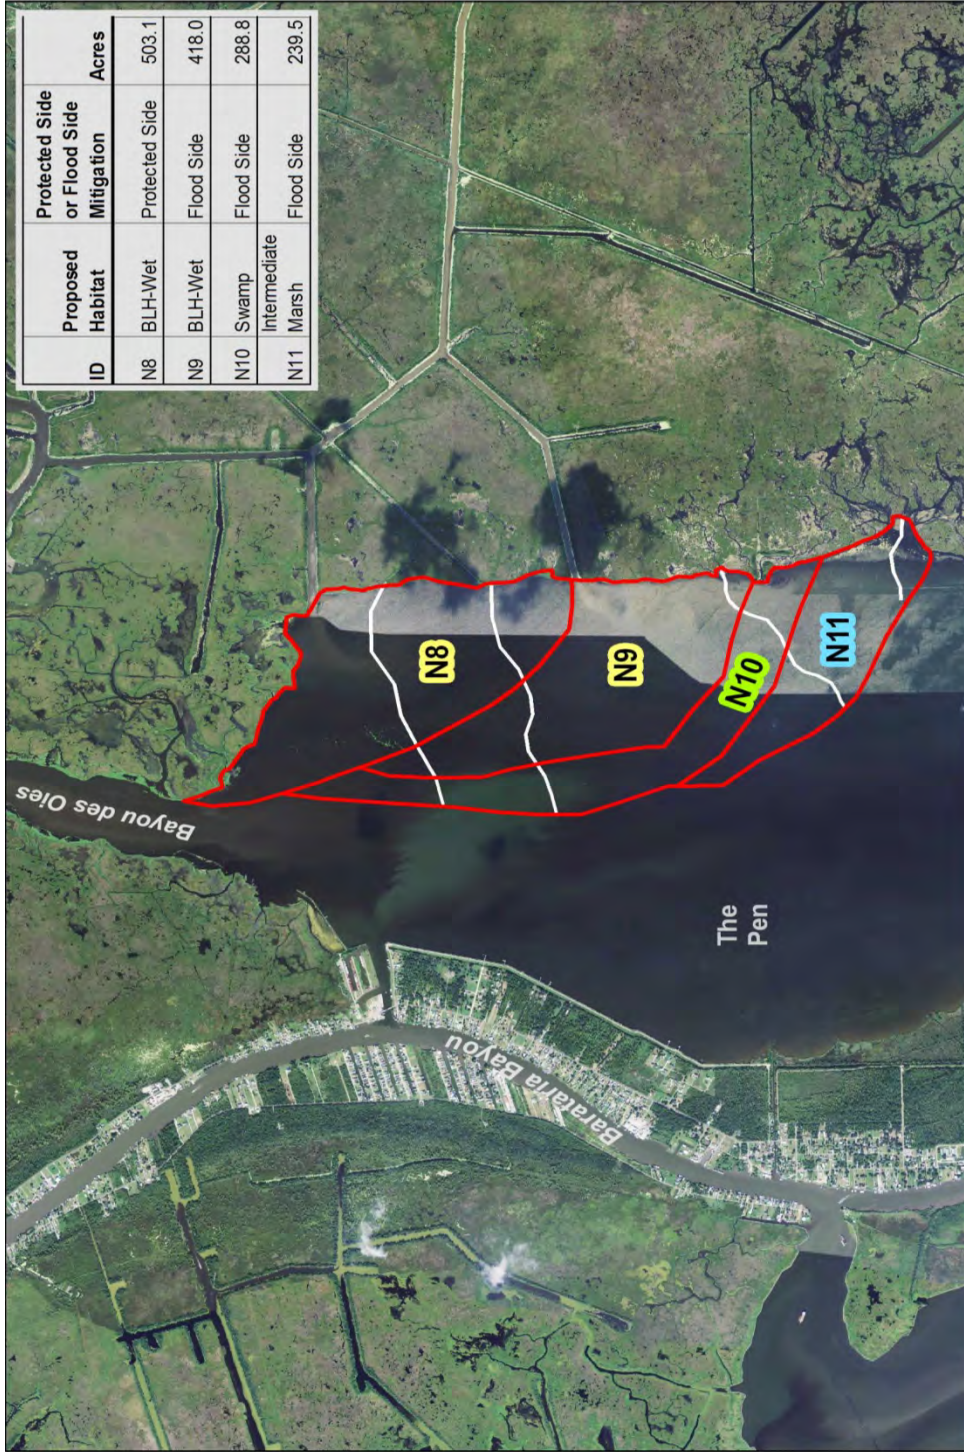 ID Proposed Habitat Protected Side or Flood Side Mitigation Acres
N8 BLH-Wet Protected Side 503.1
N9 BLH-Wet Flood Side 418.0
N10 Swamp Flood Side 288.8
N11 Intermediate Marsh Flood Side 239.5
Bayou des Oies
N8
N9
N10
N11
The
Pen
Barataria Bayou